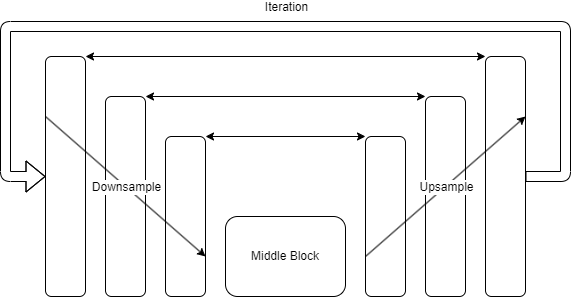 Iteration
Downsample
Upsample
Middle Block